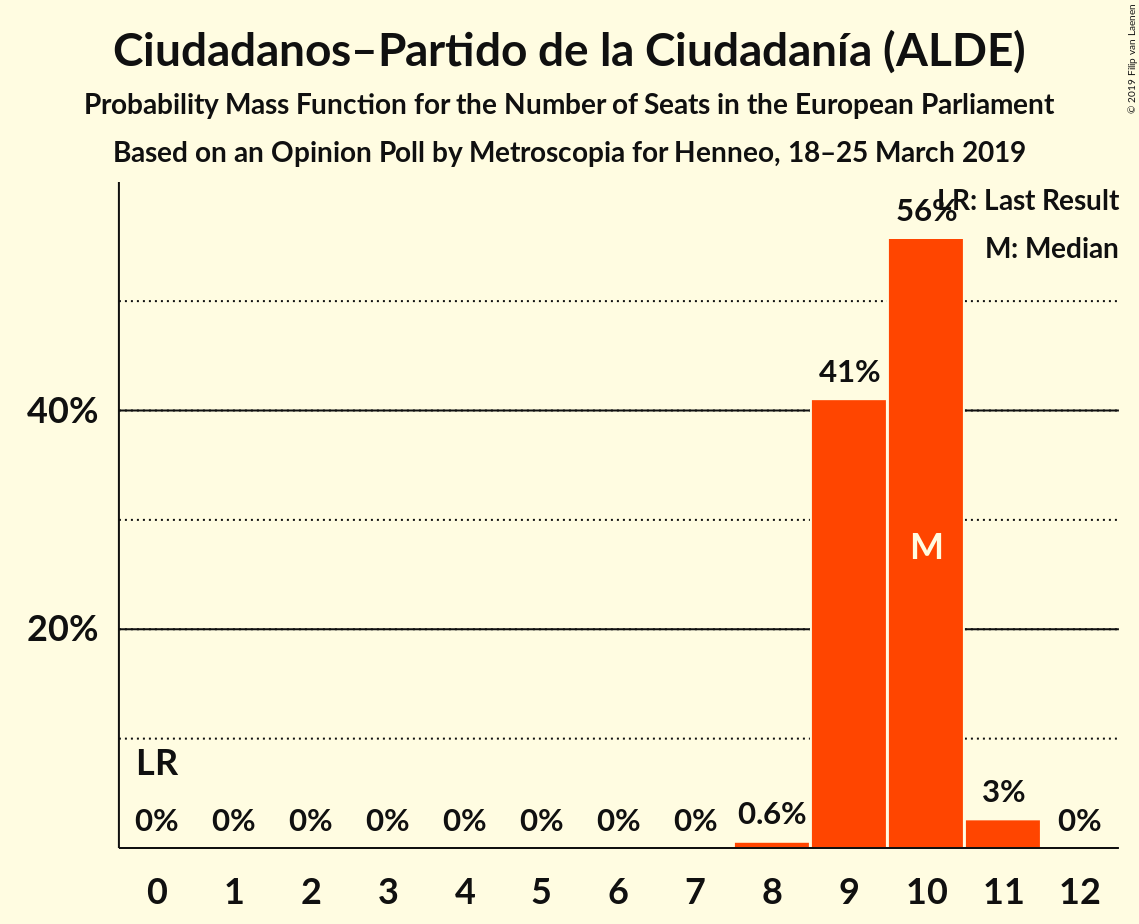 Ciudadanos–Partido de la Ciudadanía (ALDE)
Probability Mass Function for the Number of Seats in the European Parliament
Based on an Opinion Poll by Metroscopia for Henneo, 18–25 March 2019
© 2019 Filip van Laenen
LR: Last Result
M: Median
56%
41%
40%
M
20%
LR
0% 0% 0% 0% 0% 0% 0% 0% 0.6% 3% 0%
0 1 2 3 4 5 6 7 8 9 10 11 12